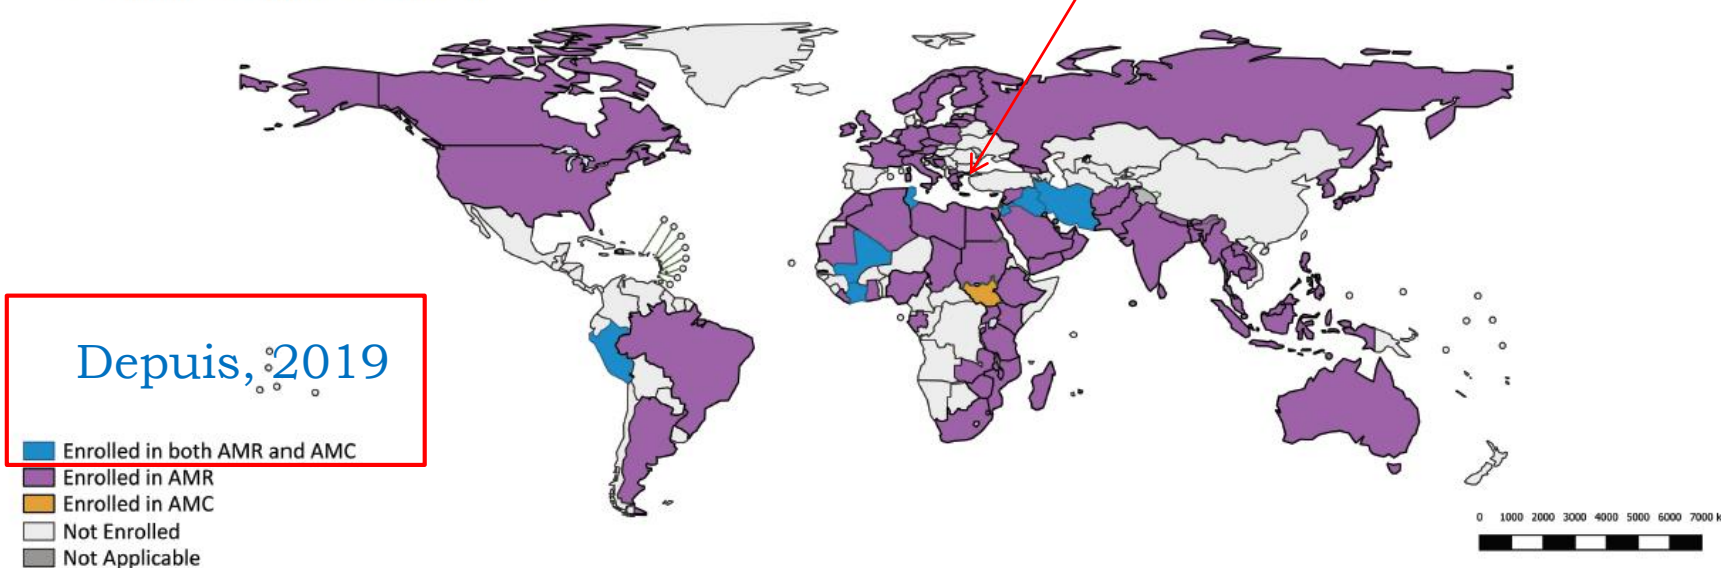 Depuis, 2019
Enrolled in both AMR and AMC
Enrolled in AMR
Enrolled in AMC
Not Enrolled
Not Applicable
0 1000 2000 3000 4000 5000 6000 7000 k